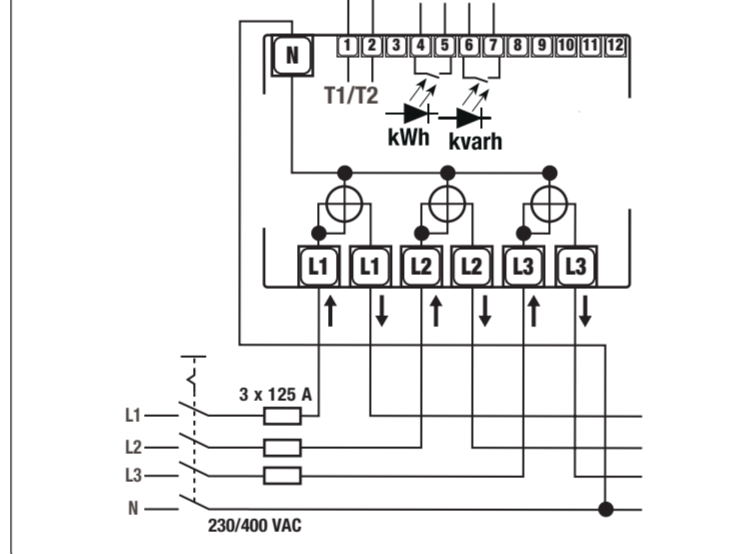 N 1 2 3 4 5 6 7 8 9 10 11 12
T1/T2
kWh
kvarh
L1 L1 L2 L2 L3 L3
3 x 125 A
L1
L2
L3
N
230/400 VAC